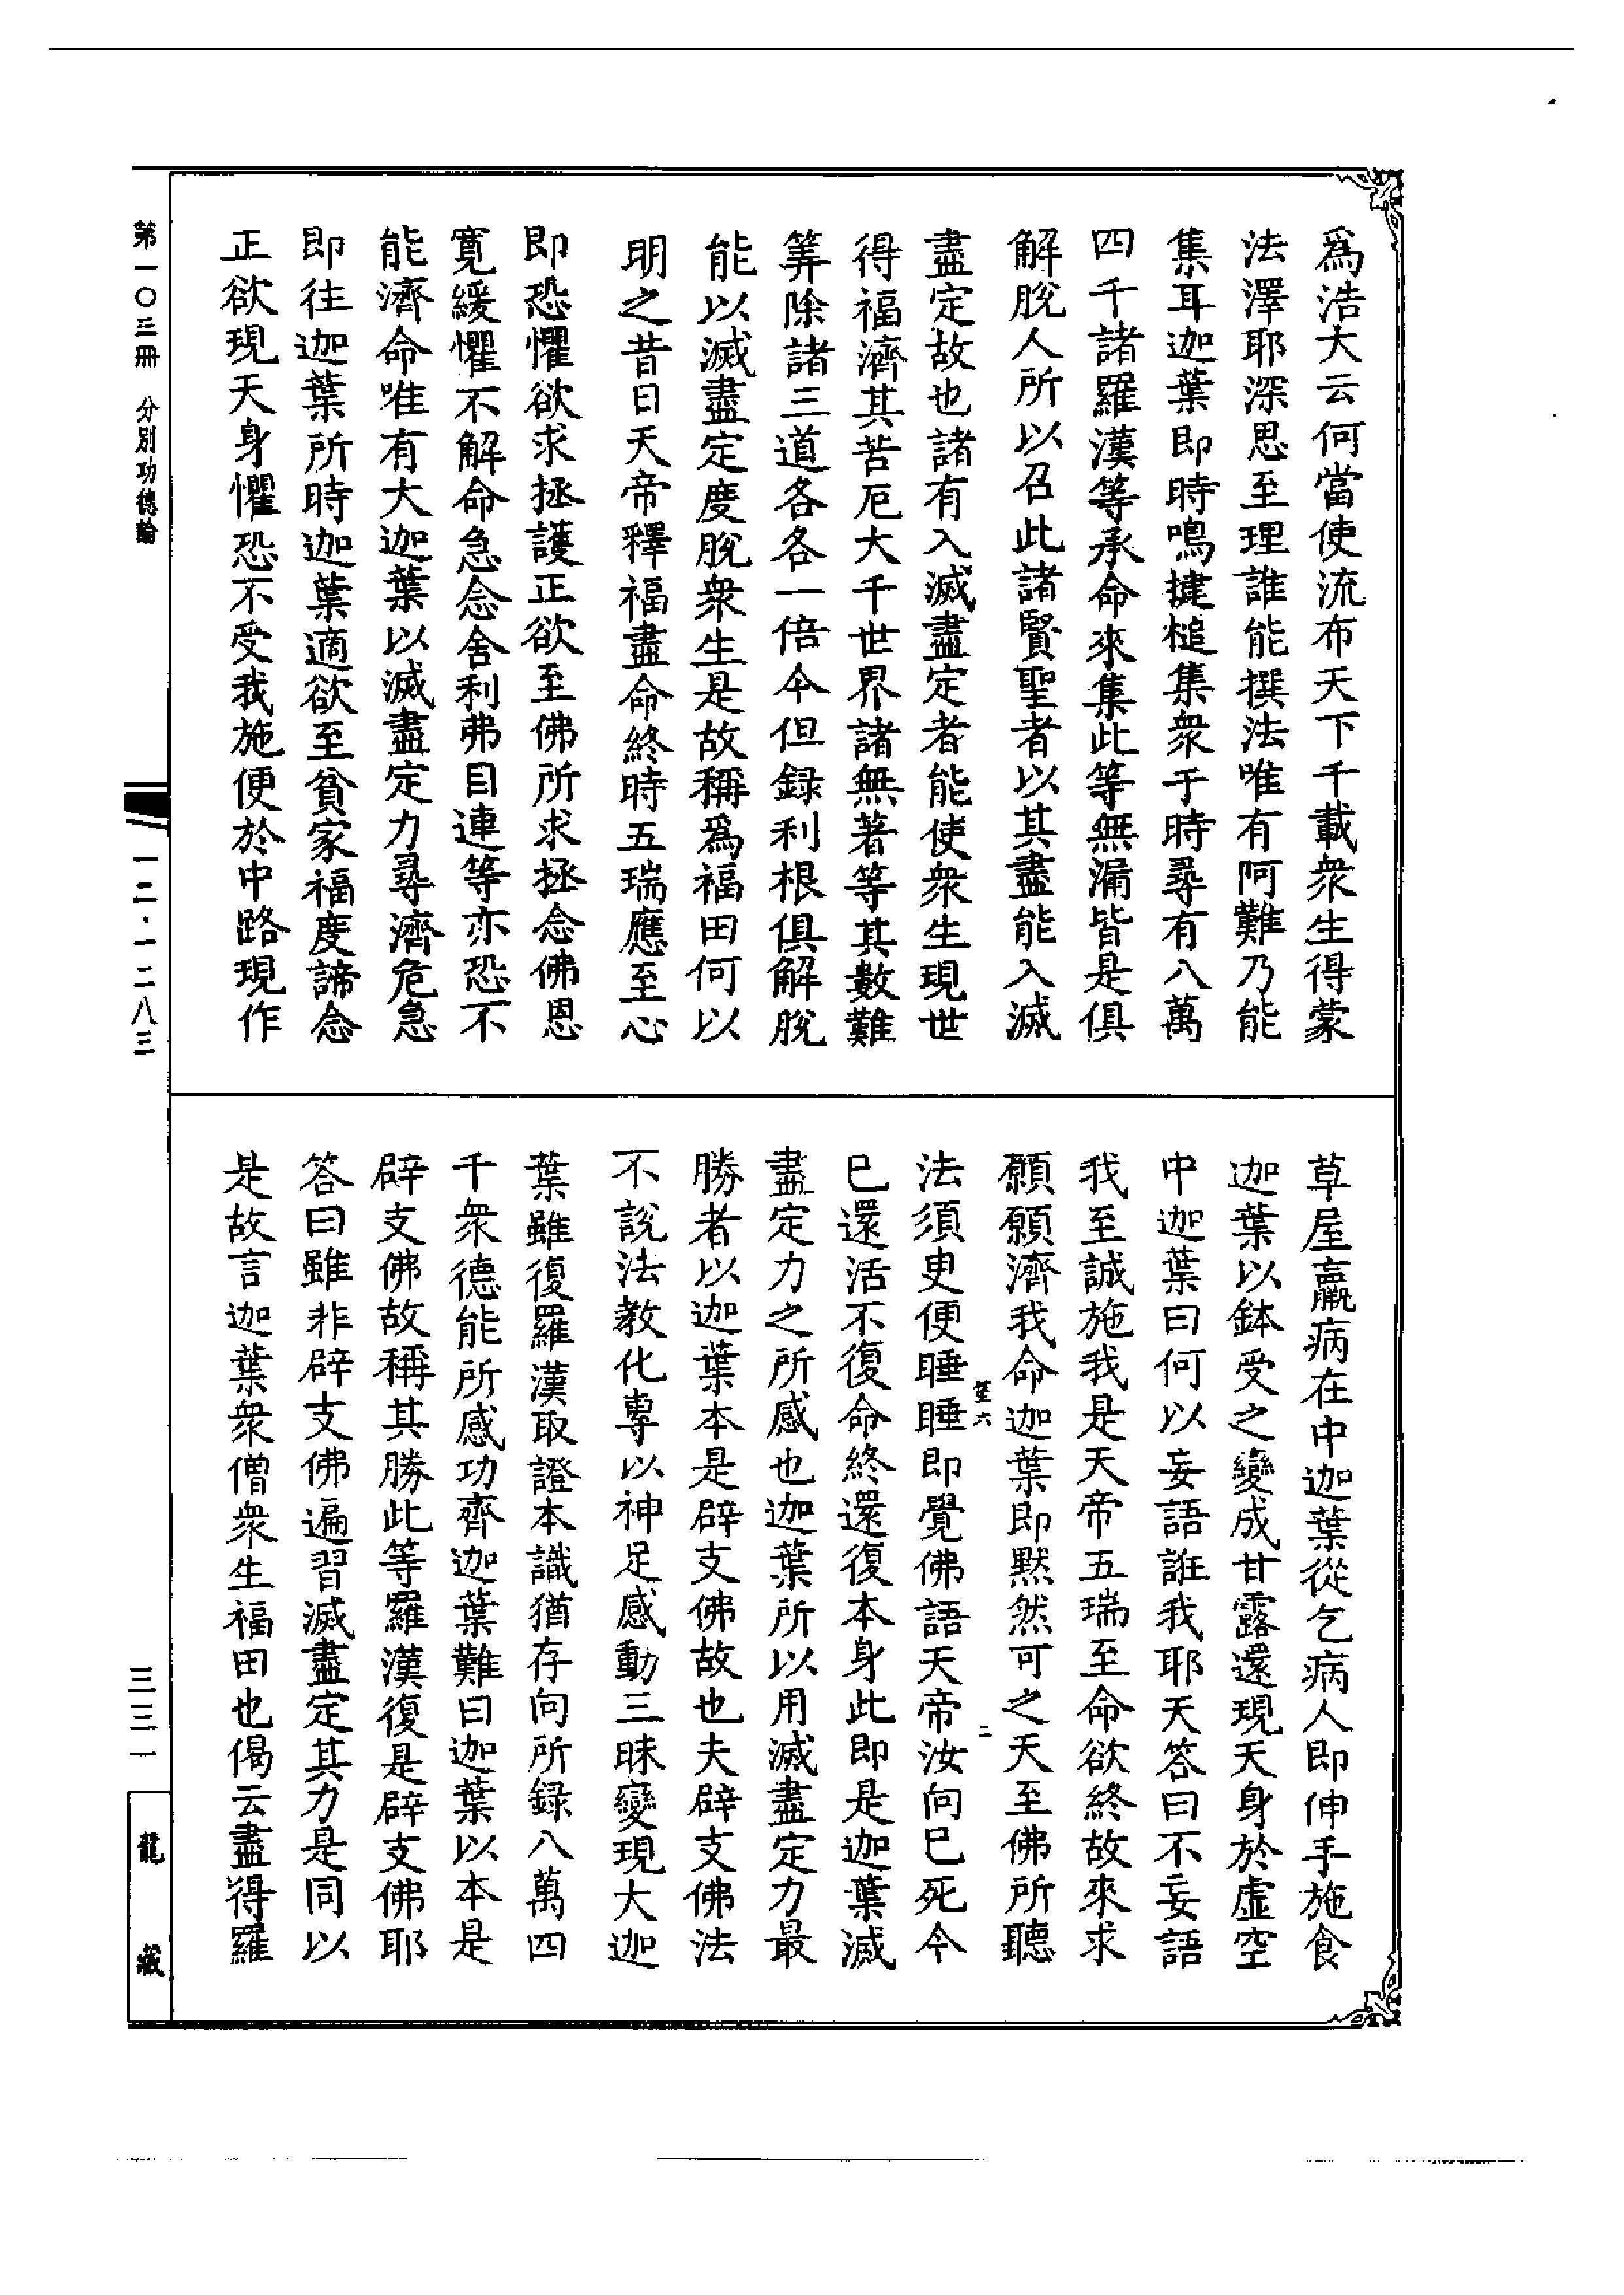 為浩大云何當使流布天下千載衆生得蒙
法澤耶深思至理誰能撰法唯有阿難乃能
集耳迦葉即時鳴揵槌集衆于時尋有八萬
四千諸羅漢等承命來集此等無漏皆是俱
解脫人所以召此諸賢聖者以其盡能入滅
盡定故也諸有入滅盡定者能使衆生現世
得福濟其苦厄大千世界諸無著等其數難
筭除諸三道各各一倍今但録利根俱解脫
能以滅盡定度脫衆生是故稱為福田何以
明之昔日天帝釋福盡命終時五瑞應至心
即恐懼欲求拯護正欲至佛所求拯念佛恩
寬緩懼不解命急念舍利弗目連等亦恐不
能濟命唯有大迦葉以滅盡定力尋濟危急
即往迦葉所時迦葉適欲至貧家福度諦念
正欲現天身懼恐不受我施便於中路現作
草屋羸病在中迦葉從乞病人即伸手施食
迦葉以鉢受之變成甘露還現天身於虛空
中迦葉曰何以妄語誑我耶天答曰不妄語
我至誠施我是天帝五瑞至命欲終故來求
願願濟我命迦葉即默然可之天至佛所聽
笙六 二
法須臾便睡睡即覺佛語天帝汝向已死今
已還活不復命終還復本身此即是迦葉滅
盡定力之所感也迦葉所以用滅盡定力最
勝者以迦葉本是辟支佛故也夫辟支佛法
不說法教化專以神足感動三昧變現大迦
葉雖復羅漢取證本識猶存向所録八萬四
千衆德能所感功齊迦葉難曰迦葉以本是
辟支佛故稱其勝此等羅漢復是辟支佛耶
答曰雖非辟支佛遍習滅盡定其力是同以
是故言迦葉衆僧衆生福田也偈云盡得羅
第一〇三冊 分別功德論
一二·一二八三
三三一
龍藏